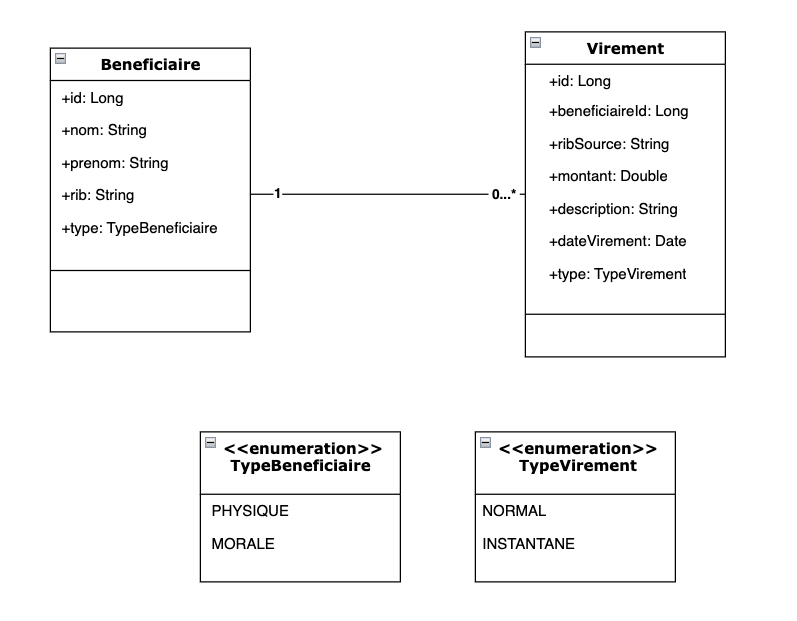 Beneficiaire
+id: Long
+nom: String
+prenom: String
+rib: String
+type: TypeBeneficiaire
1
0...*
Virement
+id: Long
+beneficiaireId: Long
+ribSource: String
+montant: Double
+description: String
+dateVirement: Date
+type: TypeVirement
<<enumeration>>
TypeBeneficiaire
PHYSIQUE
MORALE
<<enumeration>>
TypeVirement
NORMAL
INSTANTANE